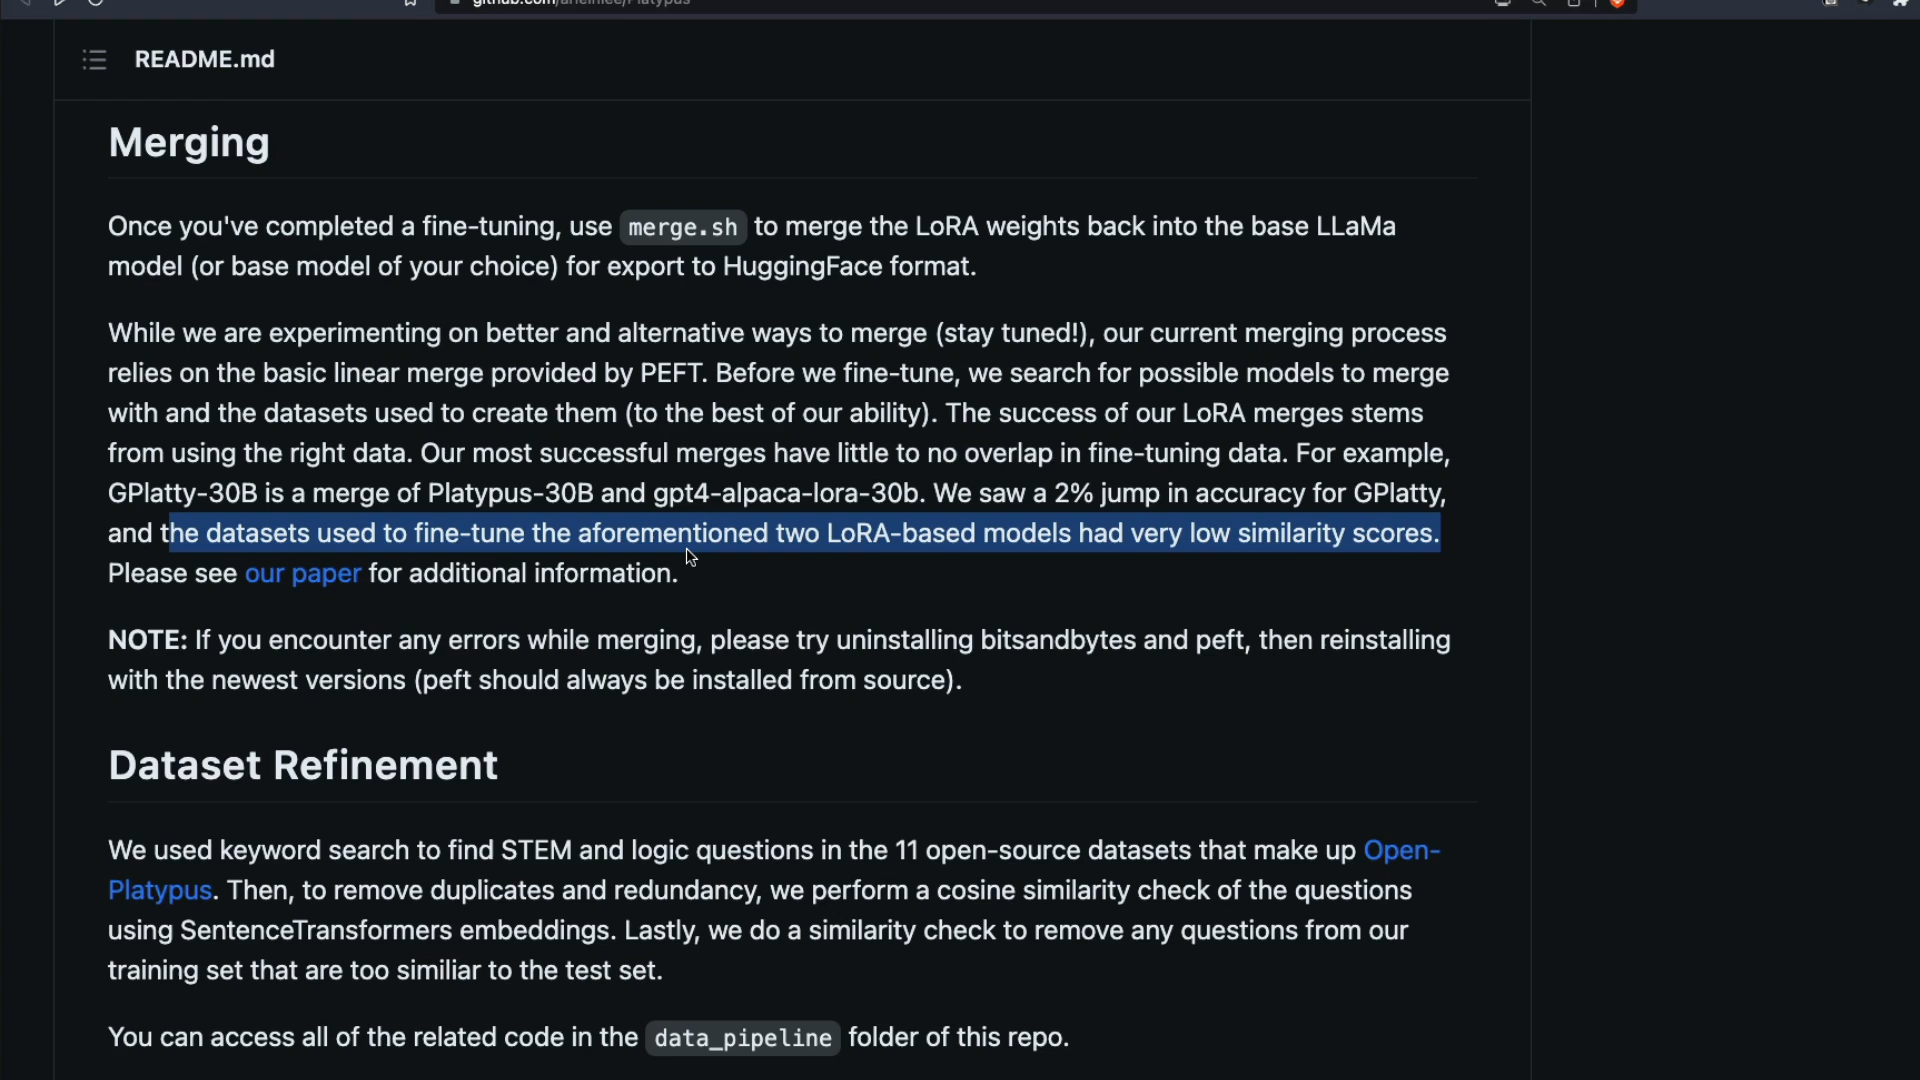 README.md
Merging
Once you've completed a fine-tuning, use merge.sh to merge the LoRA weights back into the base LLaMa
model (or base model of your choice) for export to HuggingFace format.
While we are experimenting on better and alternative ways to merge (stay tuned!), our current merging process
relies on the basic linear merge provided by PEFT. Before we fine-tune, we search for possible models to merge
with and the datasets used to create them (to the best of our ability). The success of our LoRA merges stems
from using the right data. Our most successful merges have little to no overlap in fine-tuning data. For example,
GPlatty-30B is a merge of Platypus-30B and gpt4-alpaca-lora-30b. We saw a 2% jump in accuracy for GPlatty,
and the datasets used to fine-tune the aforementioned two LoRA-based models had very low similarity scores.
Please see our paper for additional information.
NOTE: If you encounter any errors while merging, please try uninstalling bitsandbytes and peft, then reinstalling
with the newest versions (peft should always be installed from source).
Dataset Refinement
We used keyword search to find STEM and logic questions in the 11 open-source datasets that make up Open-
Platypus. Then, to remove duplicates and redundancy, we perform a cosine similarity check of the questions
using SentenceTransformers embeddings. Lastly, we do a similarity check to remove any questions from our
training set that are too similiar to the test set.
You can access all of the related code in the data_pipeline folder of this repo.